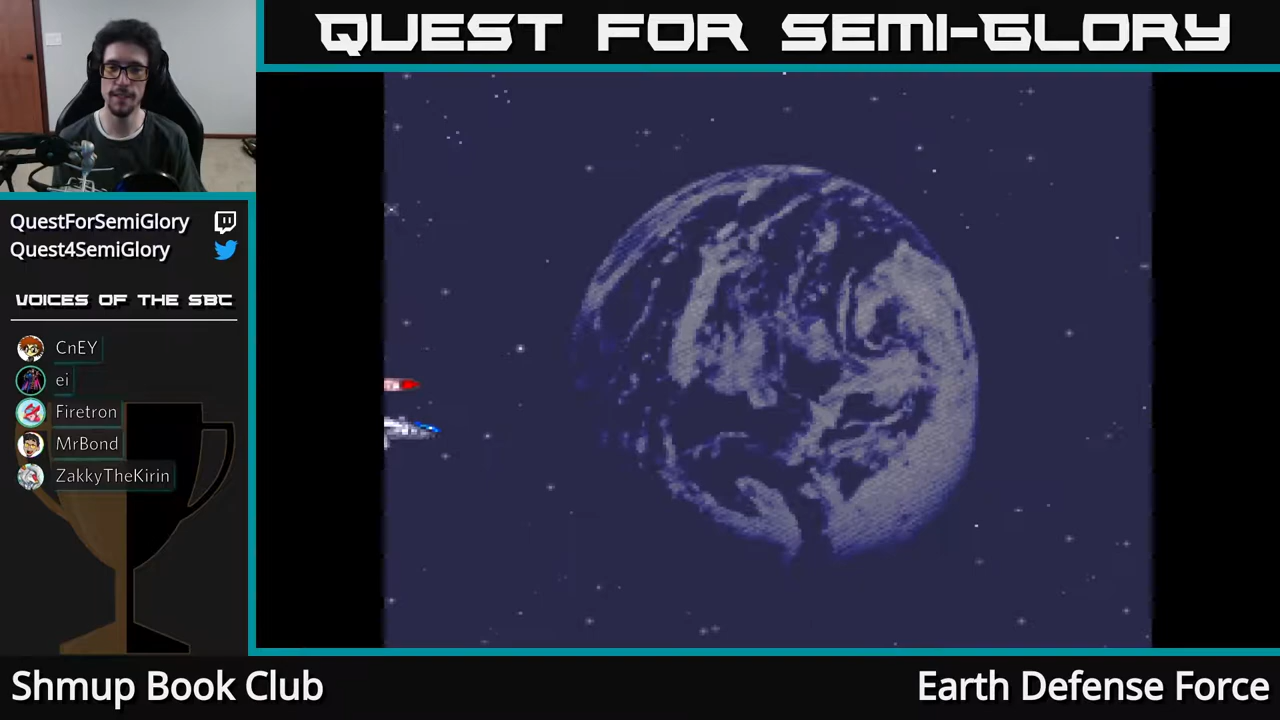 QUEST FOR SEMI-GLORY
QuestForSemiGlory
Quest4SemiGlory
VOICES OF THE SBC
CnEY
ei
Firetron
MrBond
ZakkyTheKirin
Shmup Book Club
Earth Defense Force